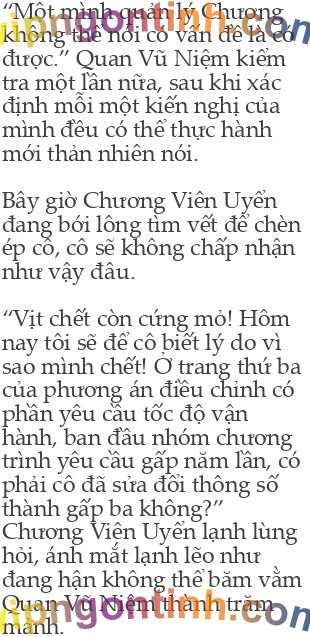 “Một mình quản lý Chương
không thể nói có vấn đề là có
được.” Quan Vũ Niệm kiểm
tra một lần nữa, sau khi xác
định mỗi một kiến nghị của
mình đều có thể thực hành
mới thản nhiên nói.
Bây giờ Chương Viên Uyển
đang bới lông tìm vết để chèn
ép cô, cô sẽ không chấp nhận
như vậy đâu.
“Vịt chết còn cứng mỏ! Hôm
nay tôi sẽ để cô biết lý do vì
sao mình chết! Ở trang thứ ba
của phương án điều chỉnh có
phần yêu cầu tốc độ vận
hành, ban đầu nhóm chương
trình yêu cầu gấp năm lần, có
phải cô đã sửa đổi thông số
thành gấp ba không?”
Chương Viện Uyển lạnh lùng
hỏi, ánh mắt lạnh lẽo như
đang hận không thể băm vằm
Quan Vũ Niệm thành trăm
mảnh.
vipngontinh.com
vipngontinh.com